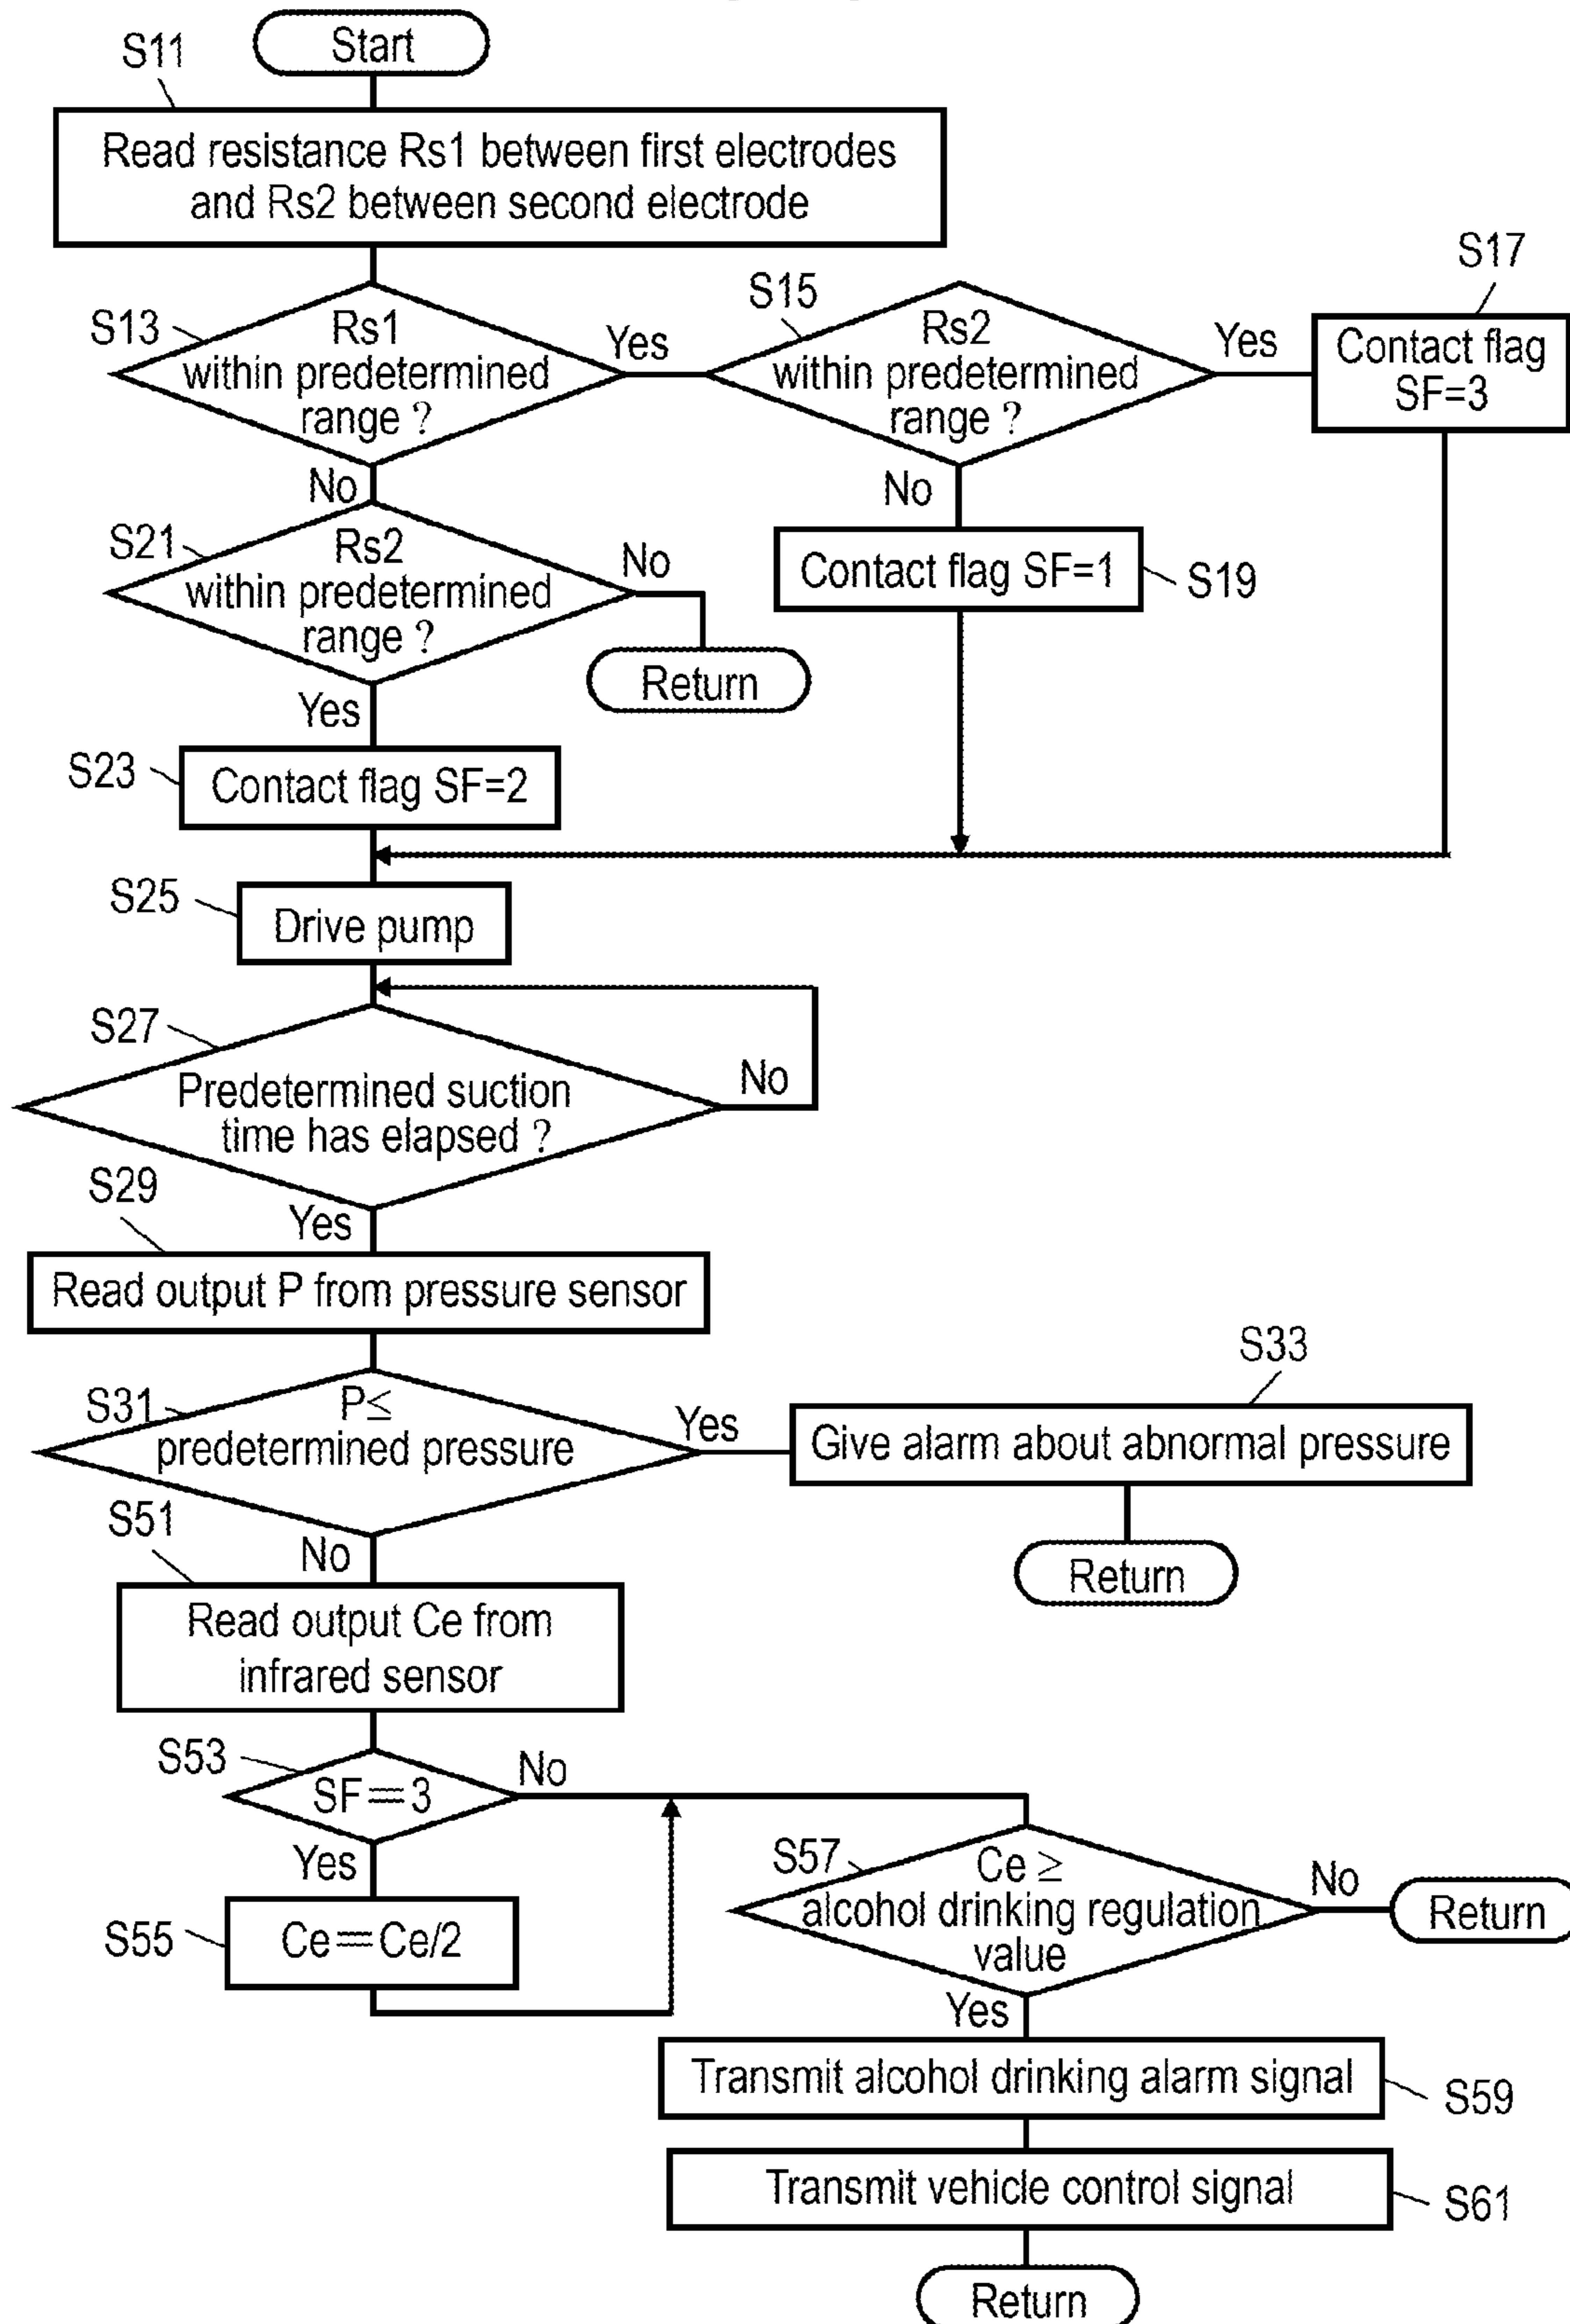 Start
S11
Read resistance Rs1 between first electrodes
and Rs2 between second electrode
S13
Rs1
within predetermined
range ?
Yes
No
S15
Rs2
within predetermined
range ?
Yes
No
S17
Contact flag
SF=3
Contact flag SF=1
S19
S21
Rs2
within predetermined
range ?
No
Return
Yes
S23
Contact flag SF=2
S25
Drive pump
S27
Predetermined suction
time has elapsed ?
No
Yes
S29
Read output P from pressure sensor
S31
P≤
predetermined pressure
Yes
S33
Give alarm about abnormal pressure
Return
No
S51
Read output Ce from
infrared sensor
S53
SF=3
No
Yes
S55
Ce=Ce/2
S57
Ce ≥
alcohol drinking regulation
value
No
Return
Yes
Transmit alcohol drinking alarm signal
S59
Transmit vehicle control signal
S61
Return